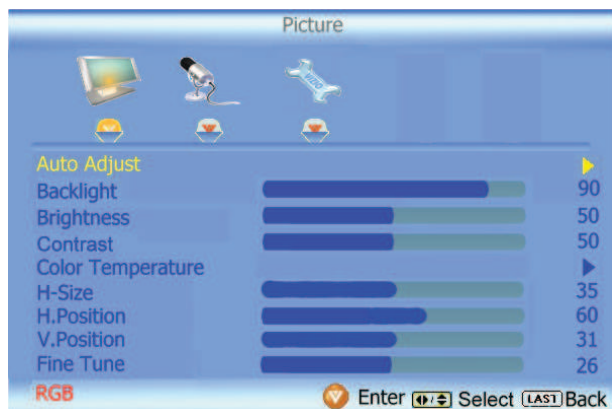 Picture
Auto Adjust
Backlight 90
Brightness 50
Contrast 50
Color Temperature
H-Size 35
H.Position 60
V.Position 31
Fine Tune 26
RGB Enter Select LAST Back